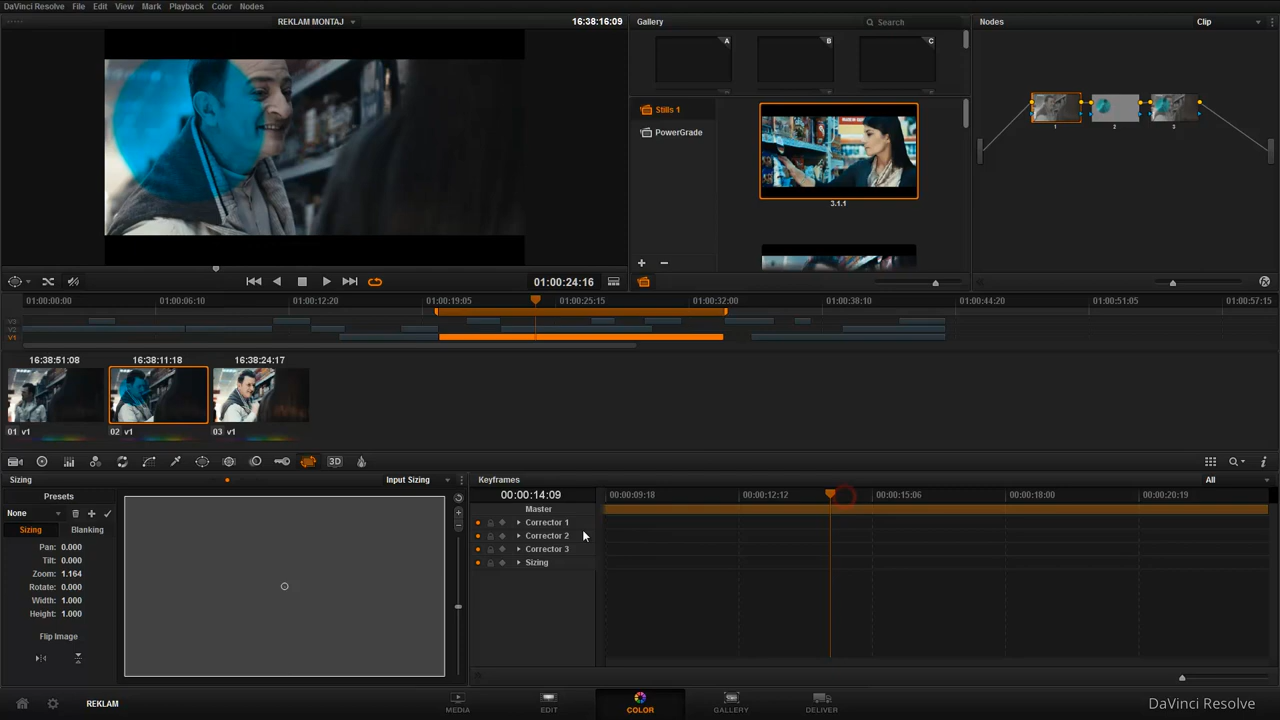 DaVinci Resolve File Edit View Mark Playback Color Nodes
REKLAM MONTAJ 16:38:16:09 Gallery Search Nodes Clip
A B C
Stills 1
PowerGrade
1 2 3
3.1.1
01:00:24:16
01:00:00:00 01:00:06:10 01:00:12:20 01:00:19:05 01:00:25:15 01:00:32:00 01:00:38:10 01:00:44:20 01:00:51:05 01:00:57:15
V3
V2
V1
16:38:51:08 16:38:11:18 16:38:24:17
01 v1 02 v1 03 v1
3D
Sizing Input Sizing Keyframes All
Presets 00:00:14:09 00:00:09:18 00:00:12:12 00:00:15:06 00:00:18:00 00:00:20:19
None Master
Sizing Blanking Corrector 1
Pan: 0.000 Corrector 2
Tilt: 0.000 Corrector 3
Zoom: 1.164 Sizing
Rotate: 0.000
Width: 1.000
Height: 1.000
Flip Image
REKLAM MEDIA EDIT COLOR GALLERY DELIVER DaVinci Resolve